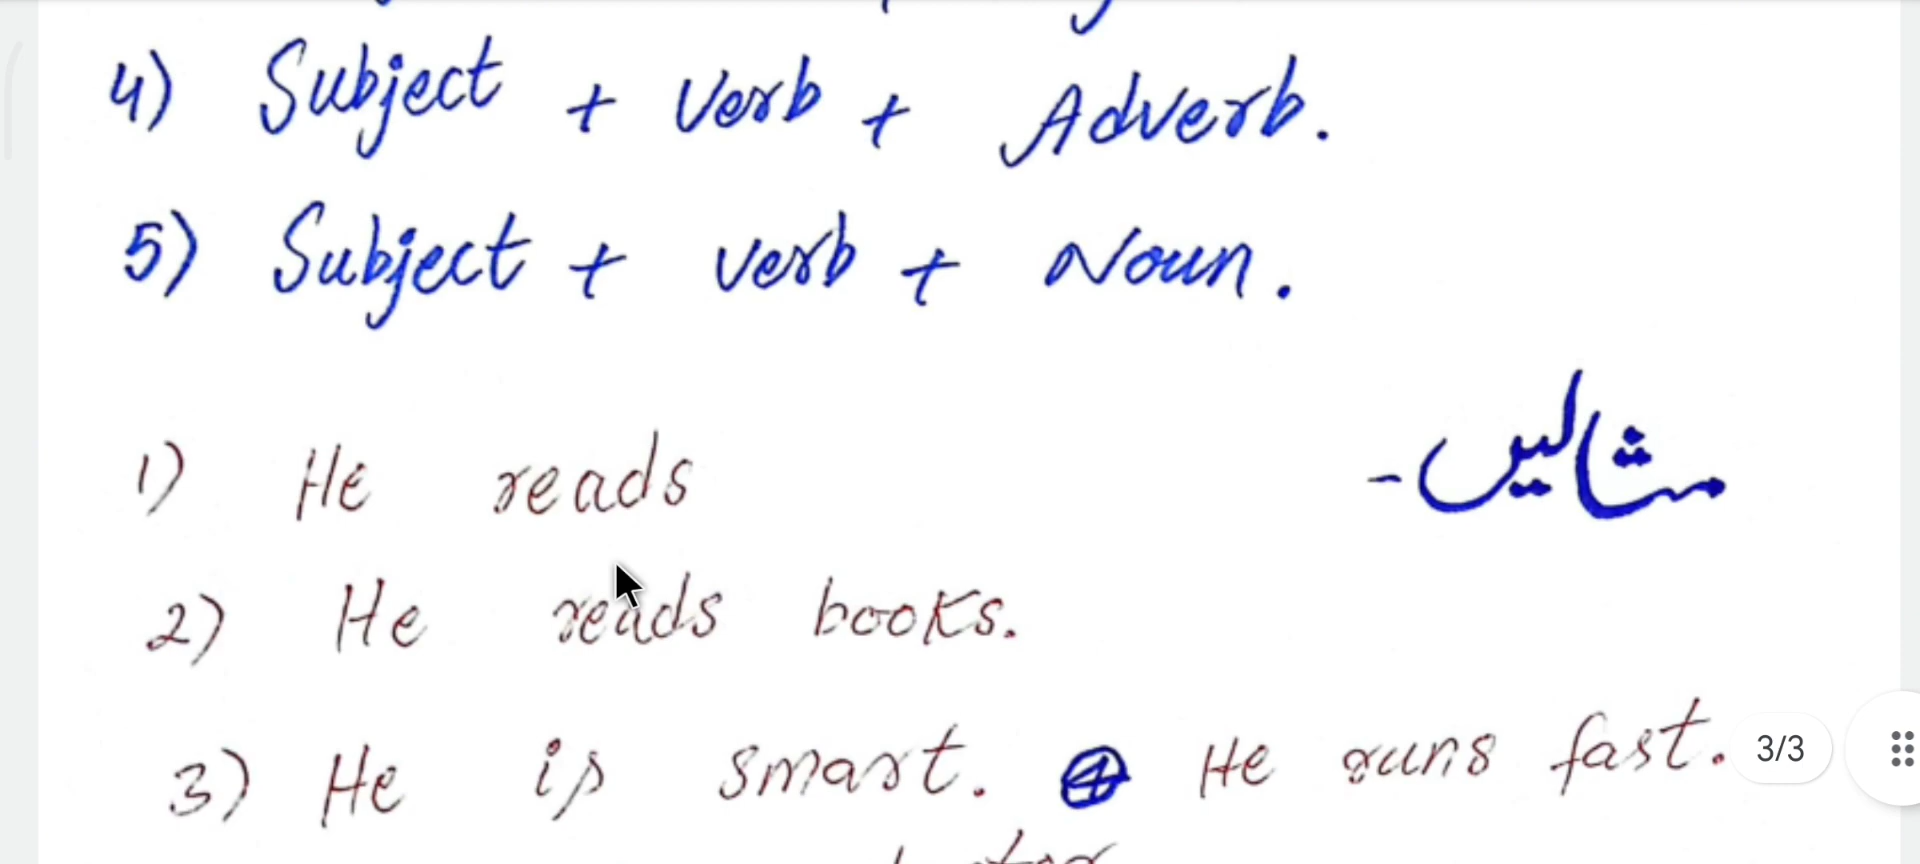 4) Subject + Verb + Adverb.
5) Subject + verb + Noun.
مثالیں۔
1) He reads
2) He reads books.
3) He is smart. 4 He runs fast.
3/3